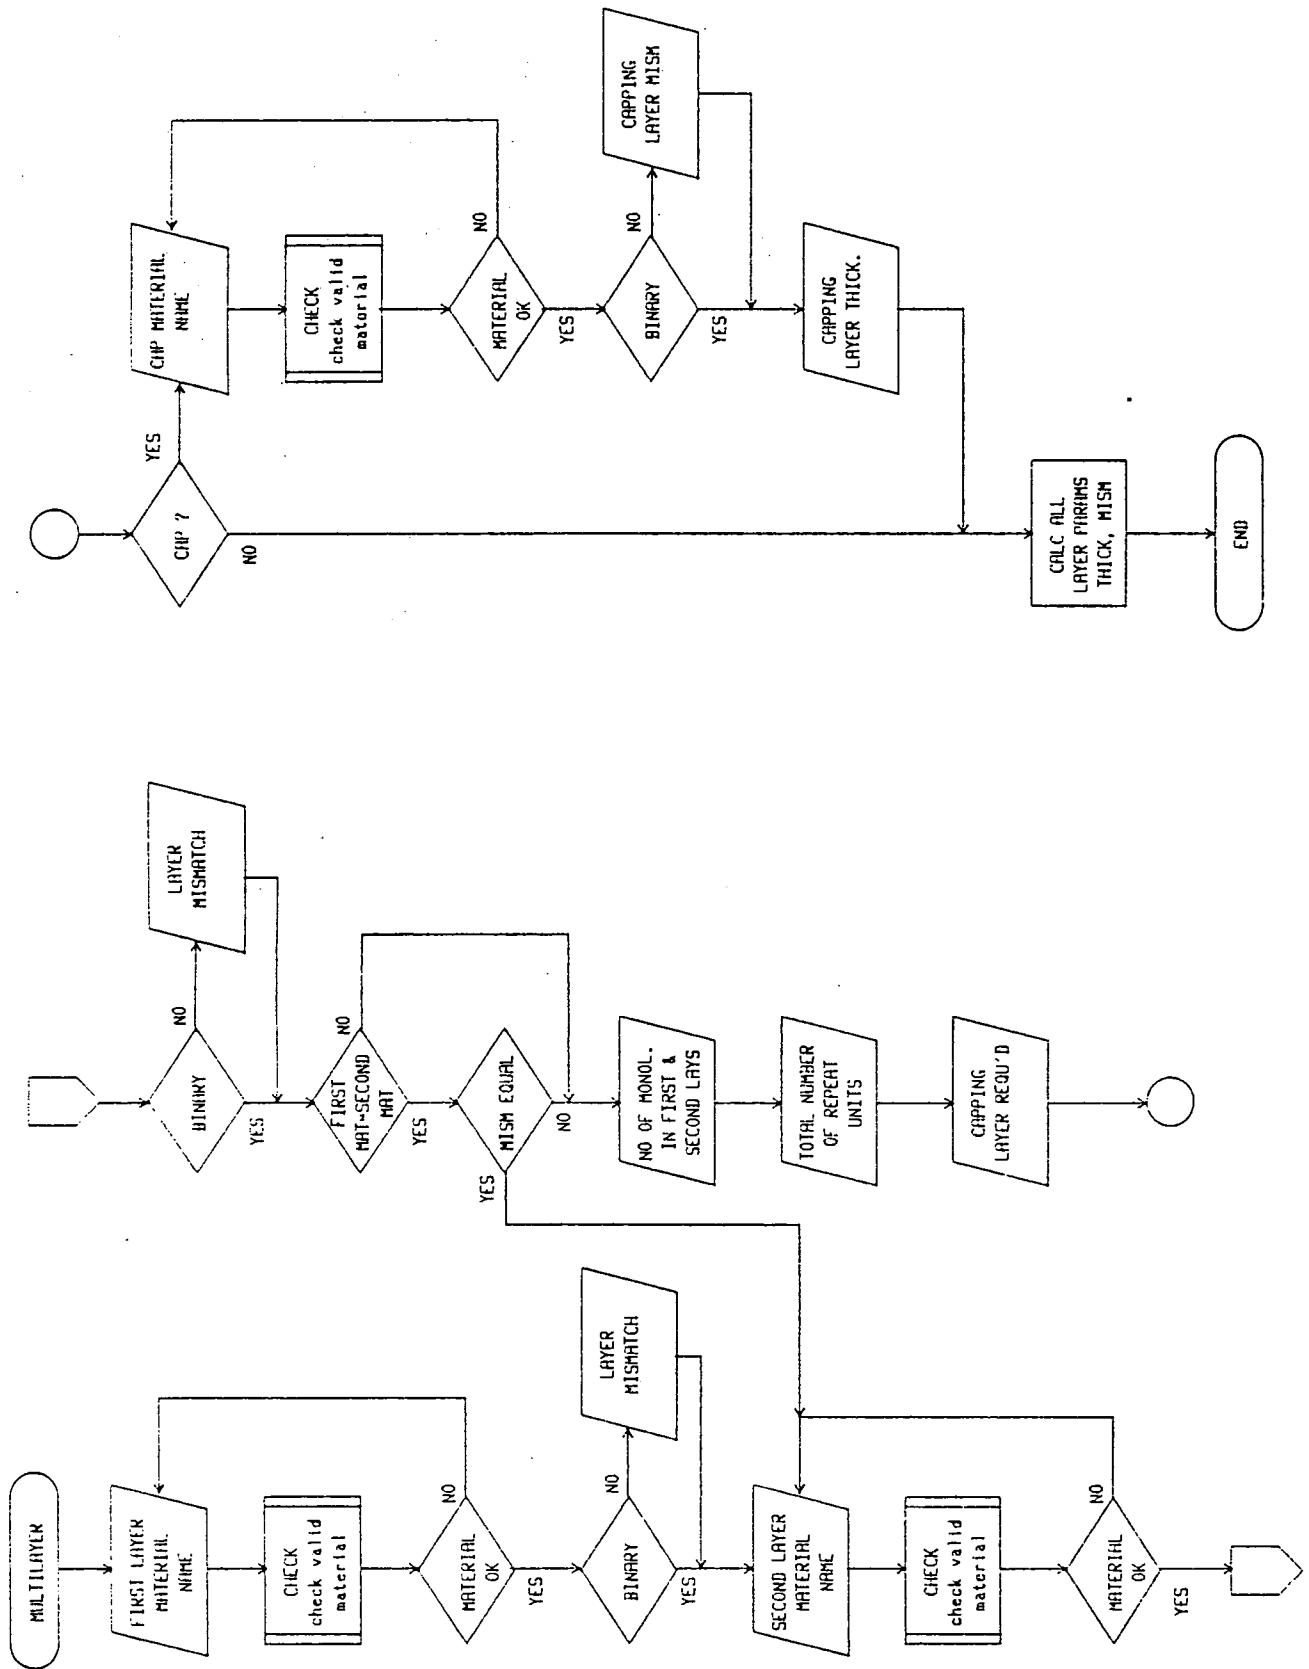 MULTILAYER
FIRST LAYER
MATERIAL
NAME
CHECK
check valid
material
MATERIAL
OK
NO
YES
BINARY
NO
YES
LAYER
MISMATCH
SECOND LAYER
MATERIAL
NAME
CHECK
check valid
material
MATERIAL
OK
NO
YES
BINARY
NO
YES
LAYER
MISMATCH
FIRST
MAT=SECOND
MAT
NO
YES
MISM EQUAL
YES
NO
NO OF MONOL.
IN FIRST &
SECOND LAYS
TOTAL NUMBER
OF REPEAT
UNITS
CAPPING
LAYER REQU'D
CAP ?
YES
NO
CAP MATERIAL
NAME
CHECK
check valid
material
MATERIAL
OK
NO
YES
BINARY
NO
YES
CAPPING
LAYER MISM
CAPPING
LAYER THICK.
CALC ALL
LAYER PARAMS
THICK, MISM
END